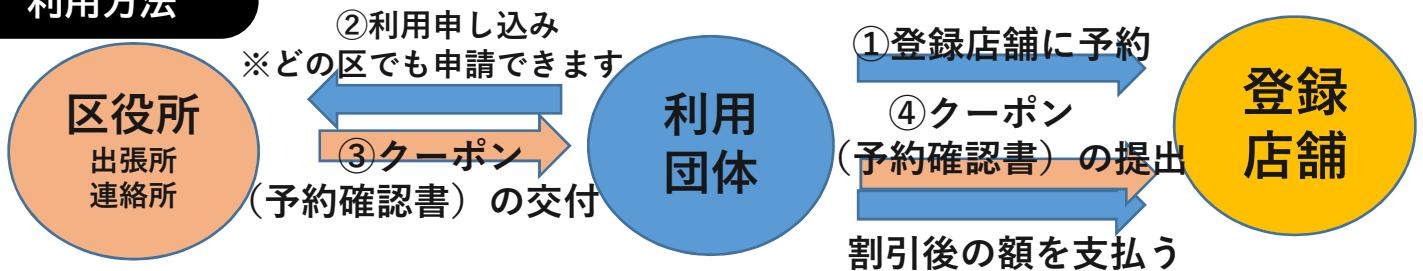 利用方法
②利用申し込み
※どの区でも申請できます
区役所
出張所
連絡所
③クーポン
（予約確認書）の交付
利用
団体
①登録店舗に予約
④クーポン
（予約確認書）の提出
割引後の額を支払う
登録
店舗